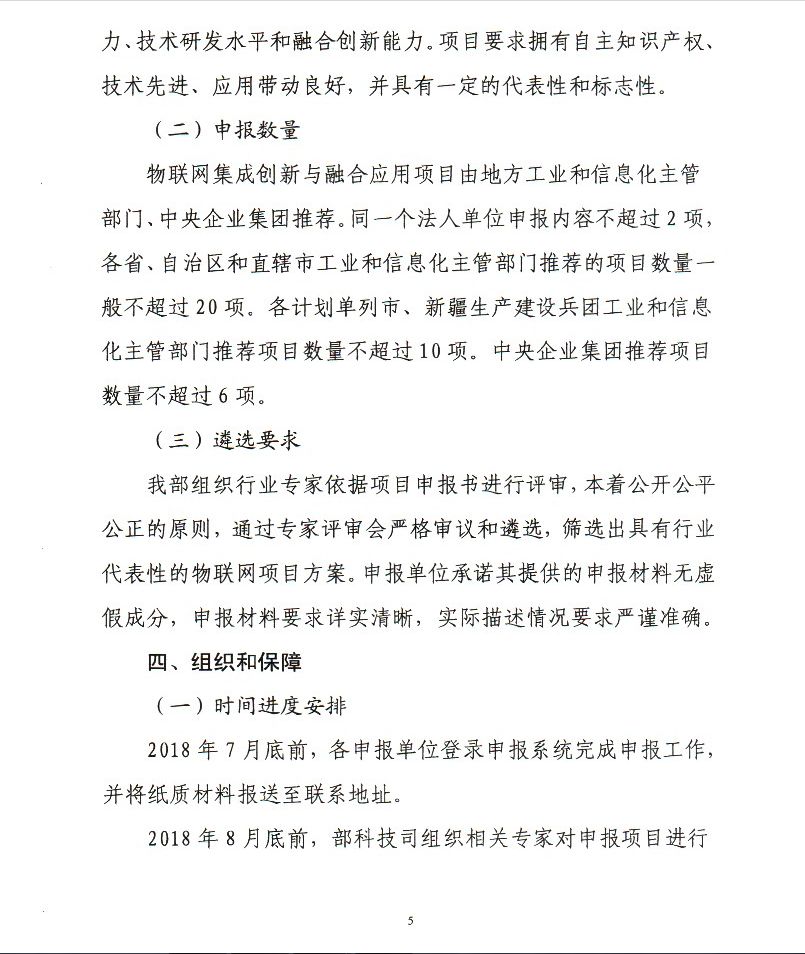 力、技术研发水平和融合创新能力。项目要求拥有自主知识产权、
技术先进、应用带动良好，并具有一定的代表性和标志性。
（二）申报数量
物联网集成创新与融合应用项目由地方工业和信息化主管
部门、中央企业集团推荐。同一个法人单位申报内容不超过 2 项，
各省、自治区和直辖市工业和信息化主管部门推荐的项目数量一
般不超过 20 项。各计划单列市、新疆生产建设兵团工业和信息
化主管部门推荐项目数量不超过 10 项。中央企业集团推荐项目
数量不超过 6 项。
（三）遴选要求
我部组织行业专家依据项目申报书进行评审，本着公开公平
公正的原则，通过专家评审会严格审议和遴选，筛选出具有行业
代表性的物联网项目方案。申报单位承诺其提供的申报材料无虚
假成分，申报材料要求详实清晰，实际描述情况要求严谨准确。
四、组织和保障
（一）时间进度安排
2018 年 7 月底前，各申报单位登录申报系统完成申报工作，
并将纸质材料报送至联系地址。
2018 年 8 月底前，部科技司组织相关专家对申报项目进行
5